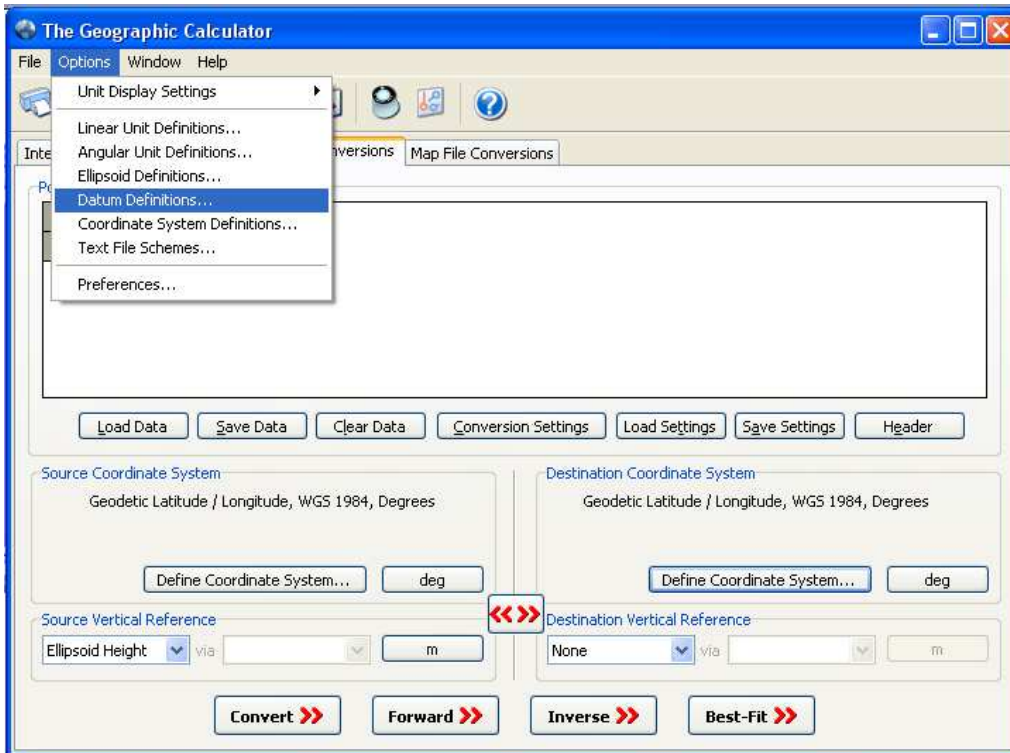 The Geographic Calculator
File Options Window Help
Unit Display Settings
Linear Unit Definitions...
Angular Unit Definitions...
Ellipsoid Definitions...
Datum Definitions...
Coordinate System Definitions...
Text File Schemes...
Preferences...
Map File Conversions
Load Data Save Data Clear Data Conversion Settings Load Settings Save Settings Header
Source Coordinate System
Geodetic Latitude / Longitude, WGS 1984, Degrees
Define Coordinate System... deg
Destination Coordinate System
Geodetic Latitude / Longitude, WGS 1984, Degrees
Define Coordinate System... deg
Source Vertical Reference
Ellipsoid Height via m
Destination Vertical Reference
None via m
Convert Forward Inverse Best-Fit